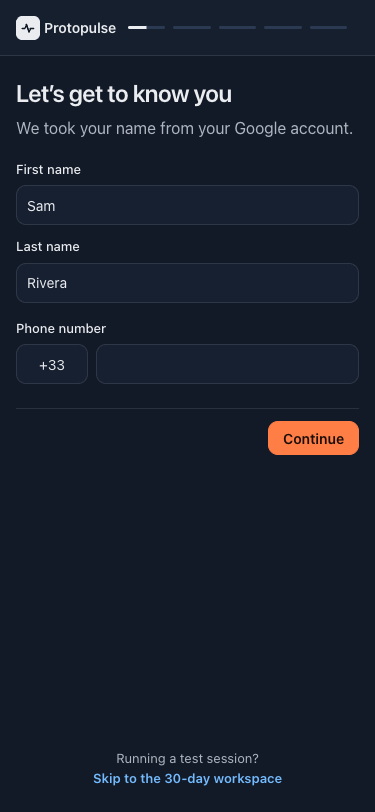 Protopulse
Let’s get to know you
We took your name from your Google account.
First name
Sam
Last name
Rivera
Phone number
+33
Continue
Running a test session?
Skip to the 30-day workspace